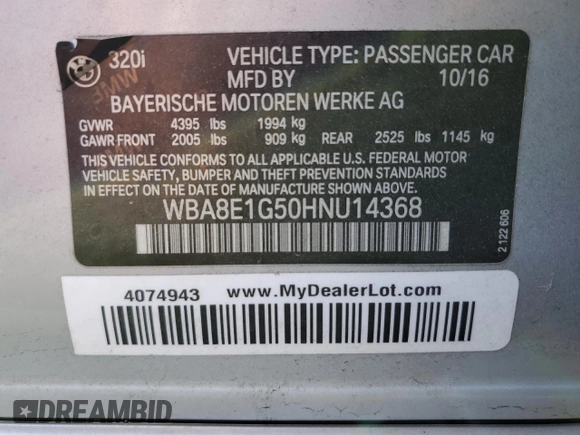 320i VEHICLE TYPE: PASSENGER CAR
MFD BY 10/16
BAYERISCHE MOTOREN WERKE AG
GVWR 4395 lbs 1994 kg
GAWR FRONT 2005 lbs 909 kg REAR 2525 lbs 1145 kg
THIS VEHICLE CONFORMS TO ALL APPLICABLE U.S. FEDERAL MOTOR
VEHICLE SAFETY, BUMPER AND THEFT PREVENTION STANDARDS
IN EFFECT ON THE DATE OF MANUFACTURE SHOWN ABOVE.
WBA8E1G50HNU14368
2 122 606
4074943 www.MyDealerLot.com
DREAMBID